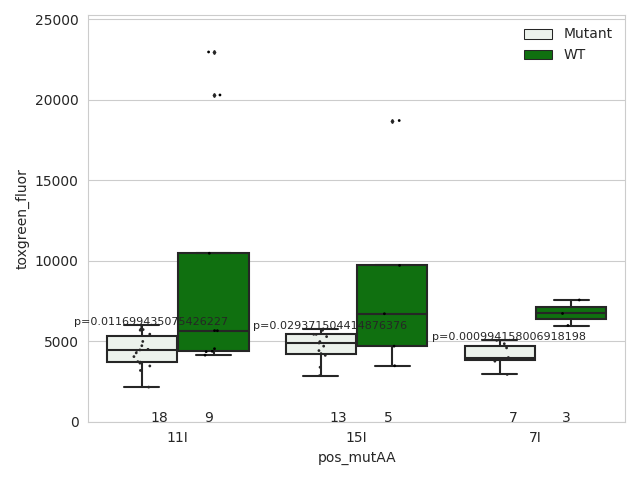 25000
20000
15000
10000
5000
0
toxgreen_fluor
Mutant
WT
p=0.011699435075426227
p=0.029371504414876376
p=0.000994158006918198
18 9 13 5 7 3
11I 15I 7I
pos_mutAA